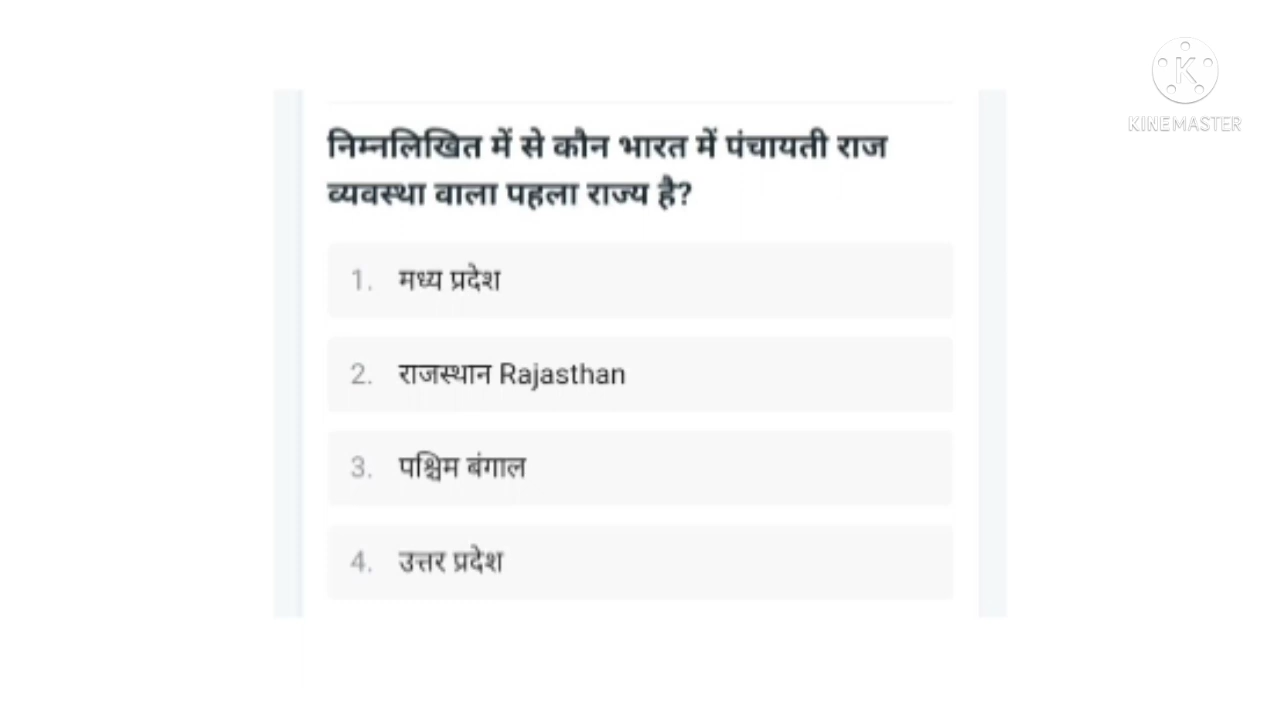 KINEMASTER
निम्नलिखित में से कौन भारत में पंचायती राज
व्यवस्था वाला पहला राज्य है?
1. मध्य प्रदेश
2. राजस्थान Rajasthan
3. पश्चिम बंगाल
4. उत्तर प्रदेश